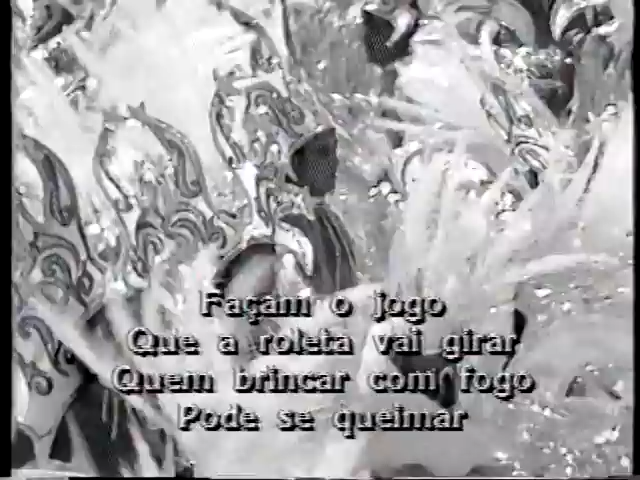 Façam o jogo
Que a roleta vai girar
Quem brincar com fogo
Pode se queimar